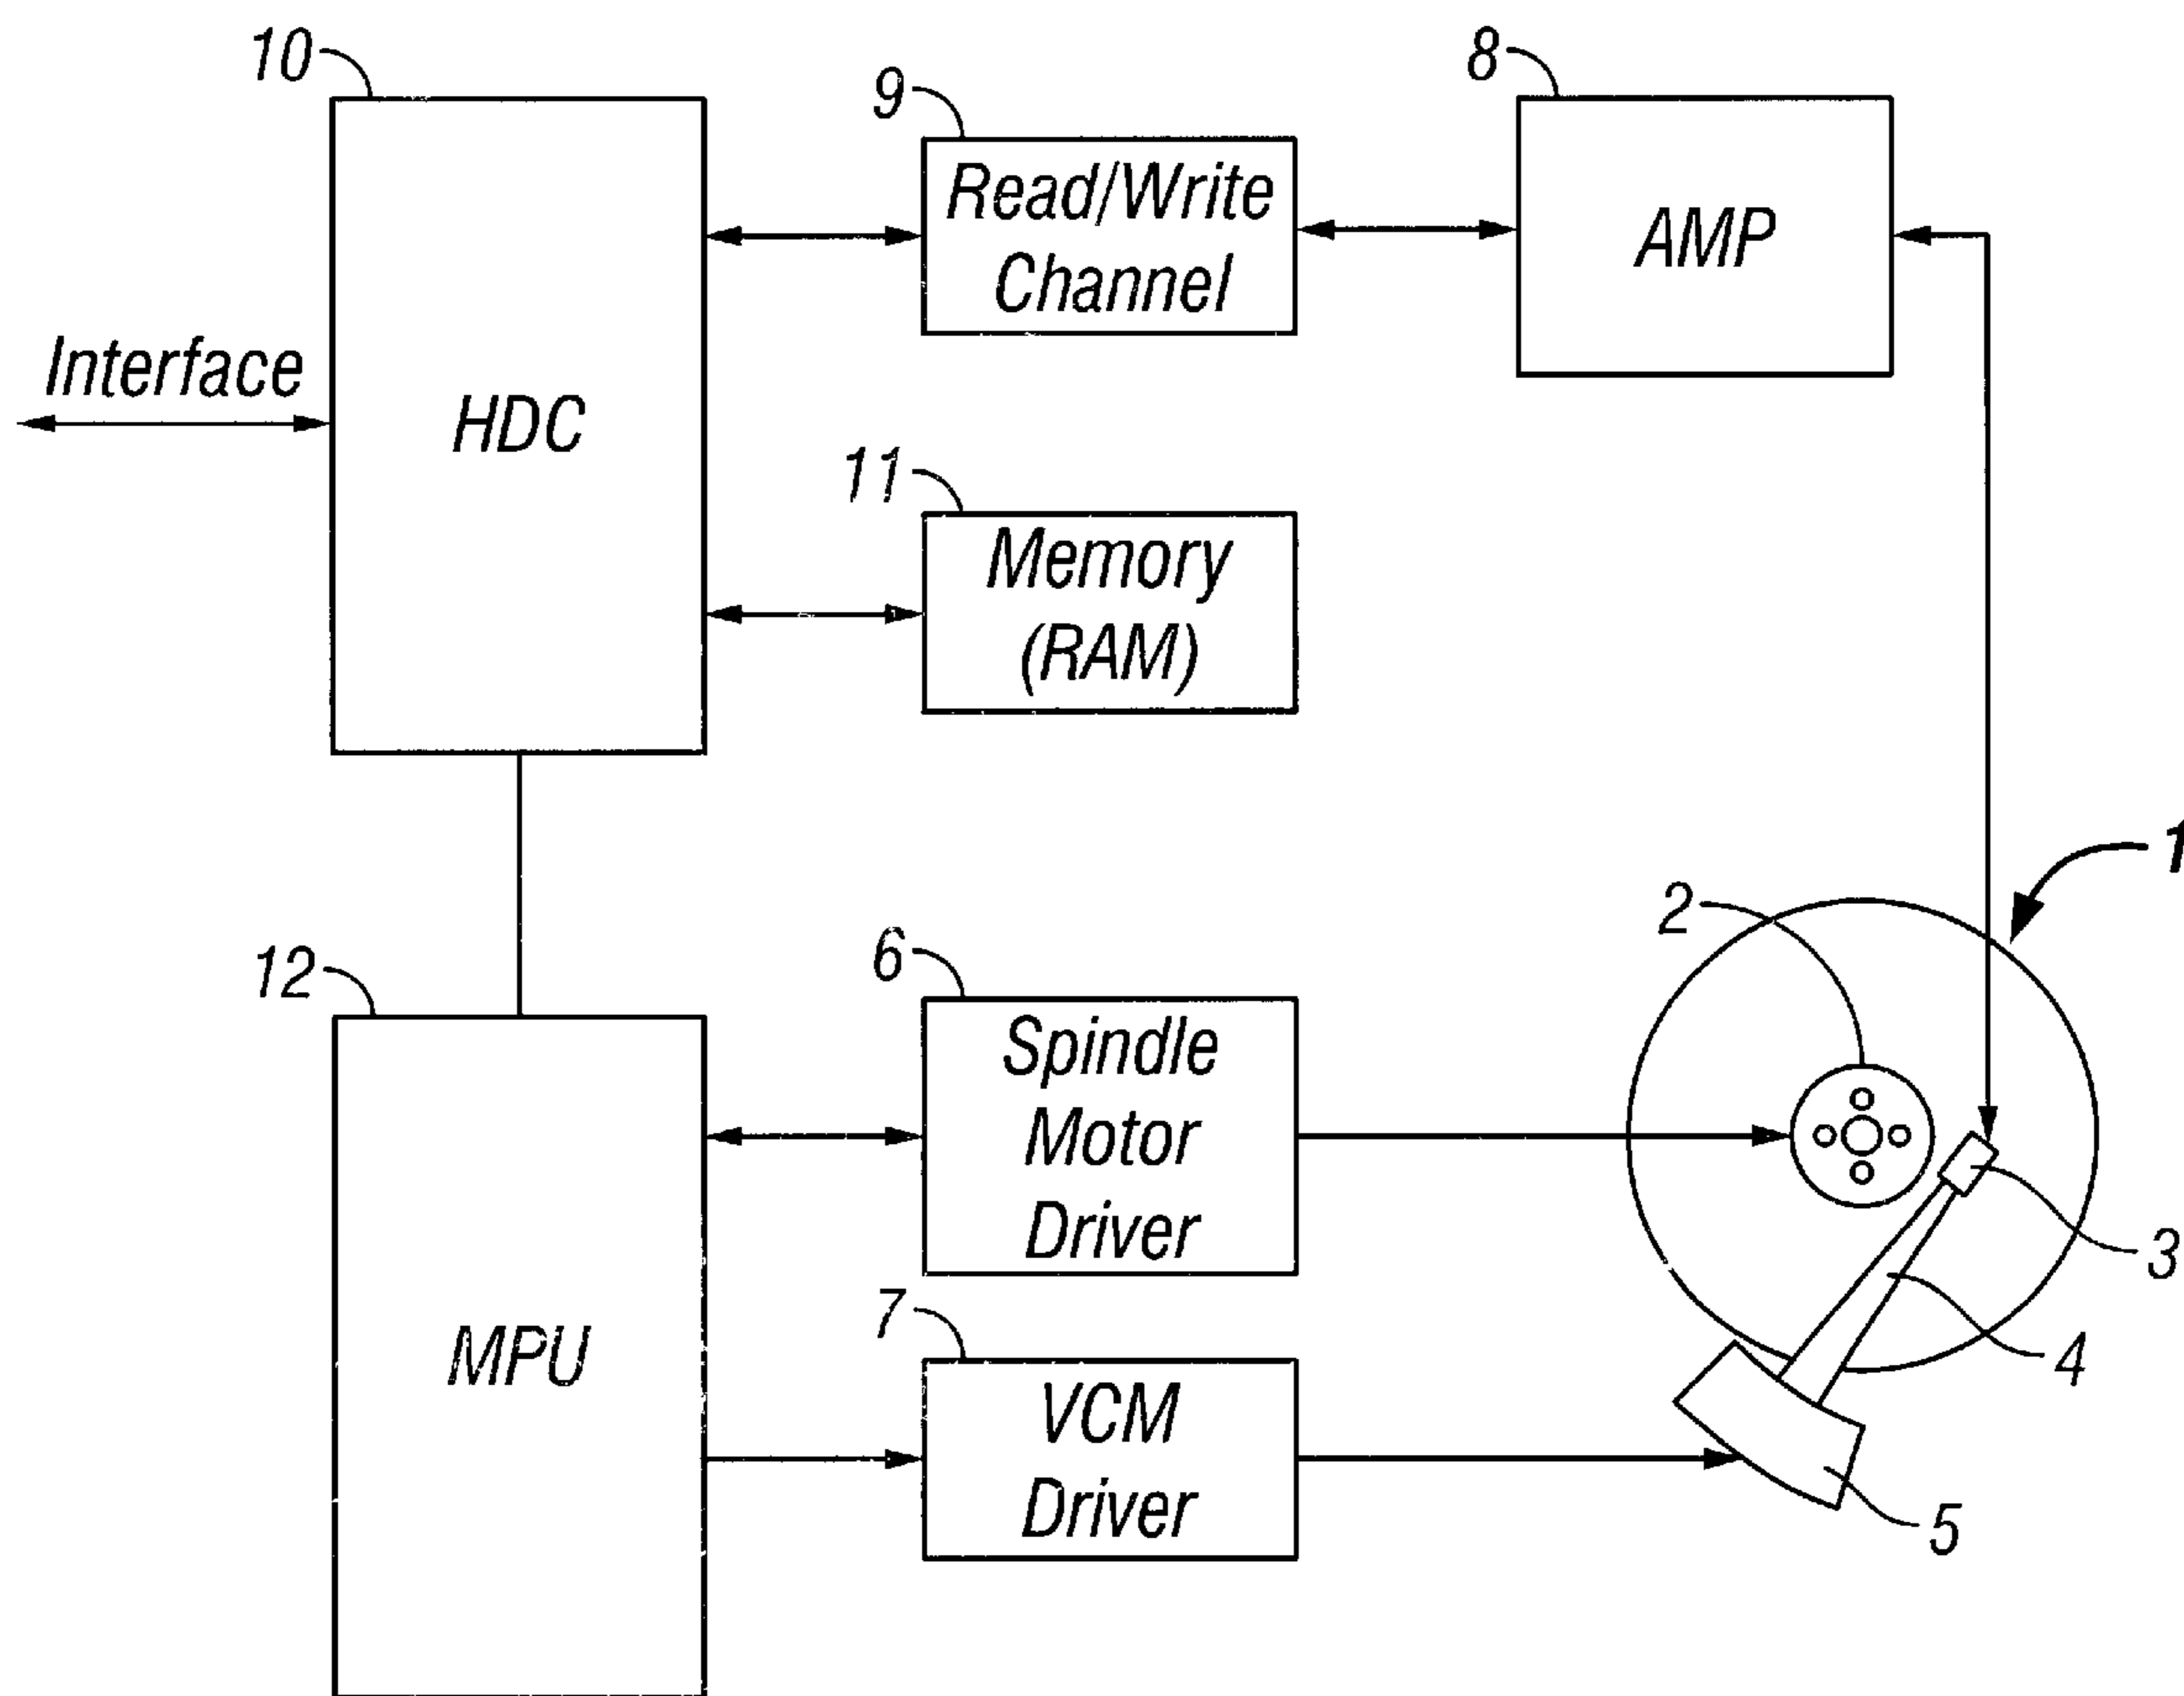 10
9
8
Read/Write
Channel
AMP
Interface
HDC
11
Memory
(RAM)
1
2
6
12
Spindle
Motor
Driver
3
7
MPU
4
VCM
Driver
5